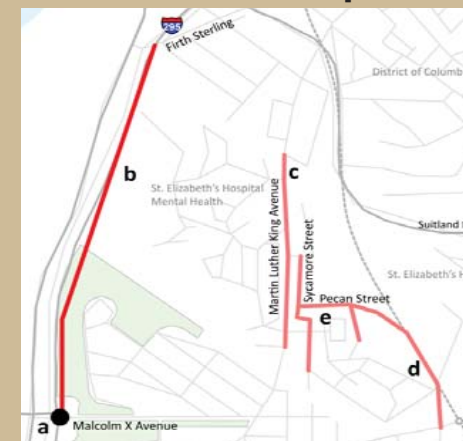 295
Firth Sterling
District of Columb
b
St. Elizabeth's Hospital
Mental Health
c
Martin Luther King Avenue
Sycamore Street
Suitland
St. Elizabeth's H
Pecan Street
e
d
a
Malcolm X Avenue